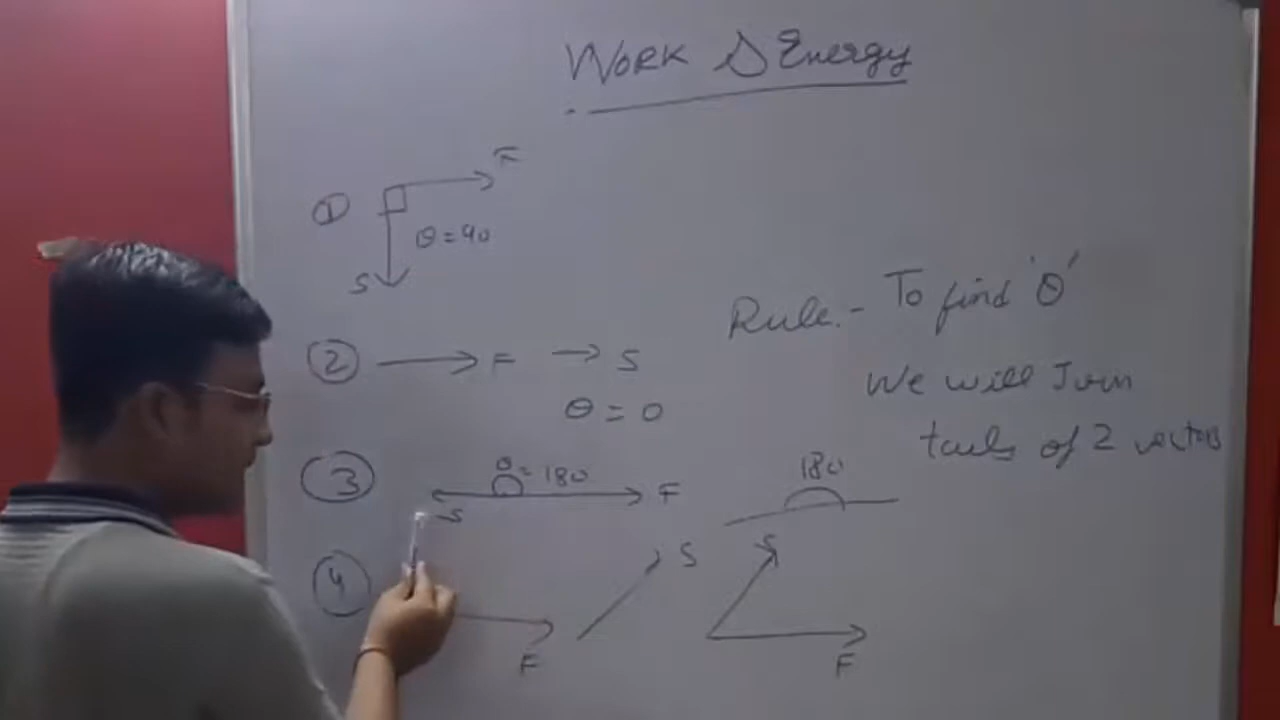 WORK & Energy
① F
θ = 90
S
② F S
θ = 0
③ θ = 180 F
S
180
④ F S
S
F
Rule.- To find 'θ'
We will Join
tails of 2 vectors